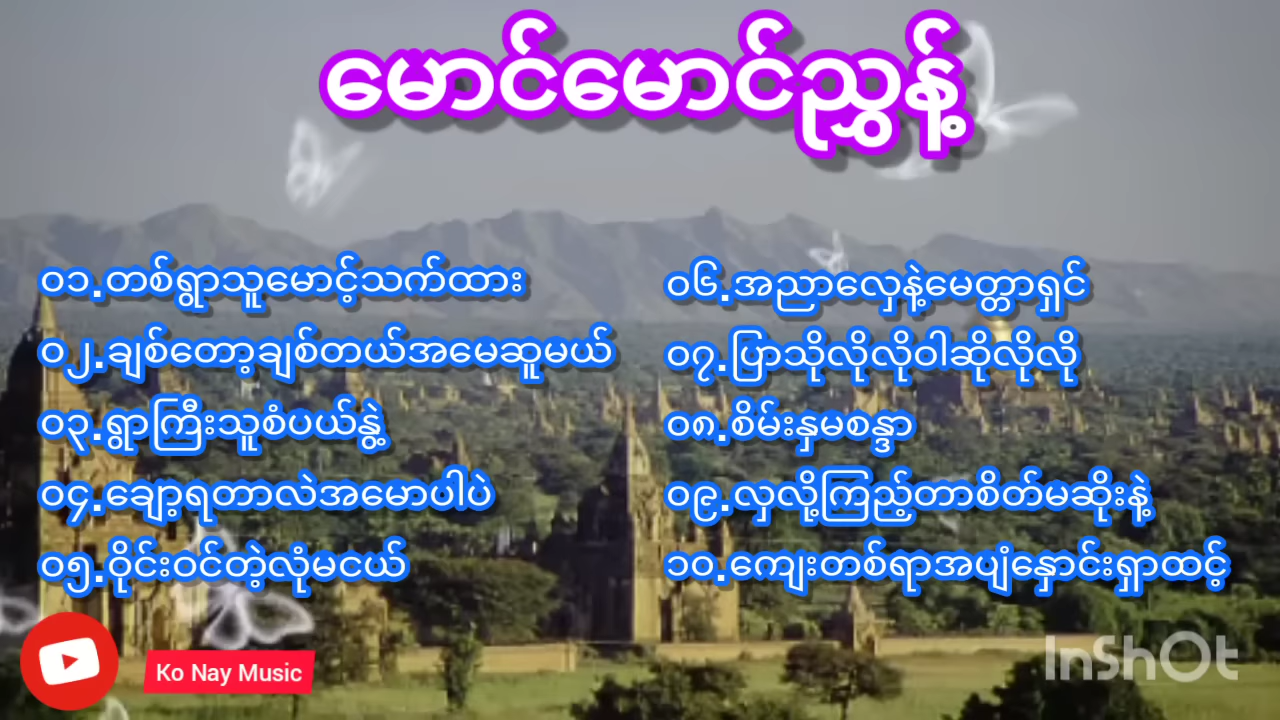 မောင်မောင်ညွှန့်
၀၁.တစ်ရွာသူမောင့်သက်ထား
၀၂.ချစ်တော့ချစ်တယ်အမေဆူမယ်
၀၃.ရွာကြီးသူစံပယ်နွဲ့
၀၄.ချော့ရတာလဲအမောပါပဲ
၀၅.ဝိုင်းဝင်တဲ့လုံမငယ်
၀၆.အညာလှေနဲ့မေတ္တာရှင်
၀၇.ပြာသိုလိုလိုဝါဆိုလိုလို
၀၈.စိမ်းနှမစန္ဒာ
၀၉.လှလို့ကြည့်တာစိတ်မဆိုးနဲ့
၁၀.ကျေးတစ်ရာအပျံနှောင်းရှာထင့်
Ko Nay Music
InShOt